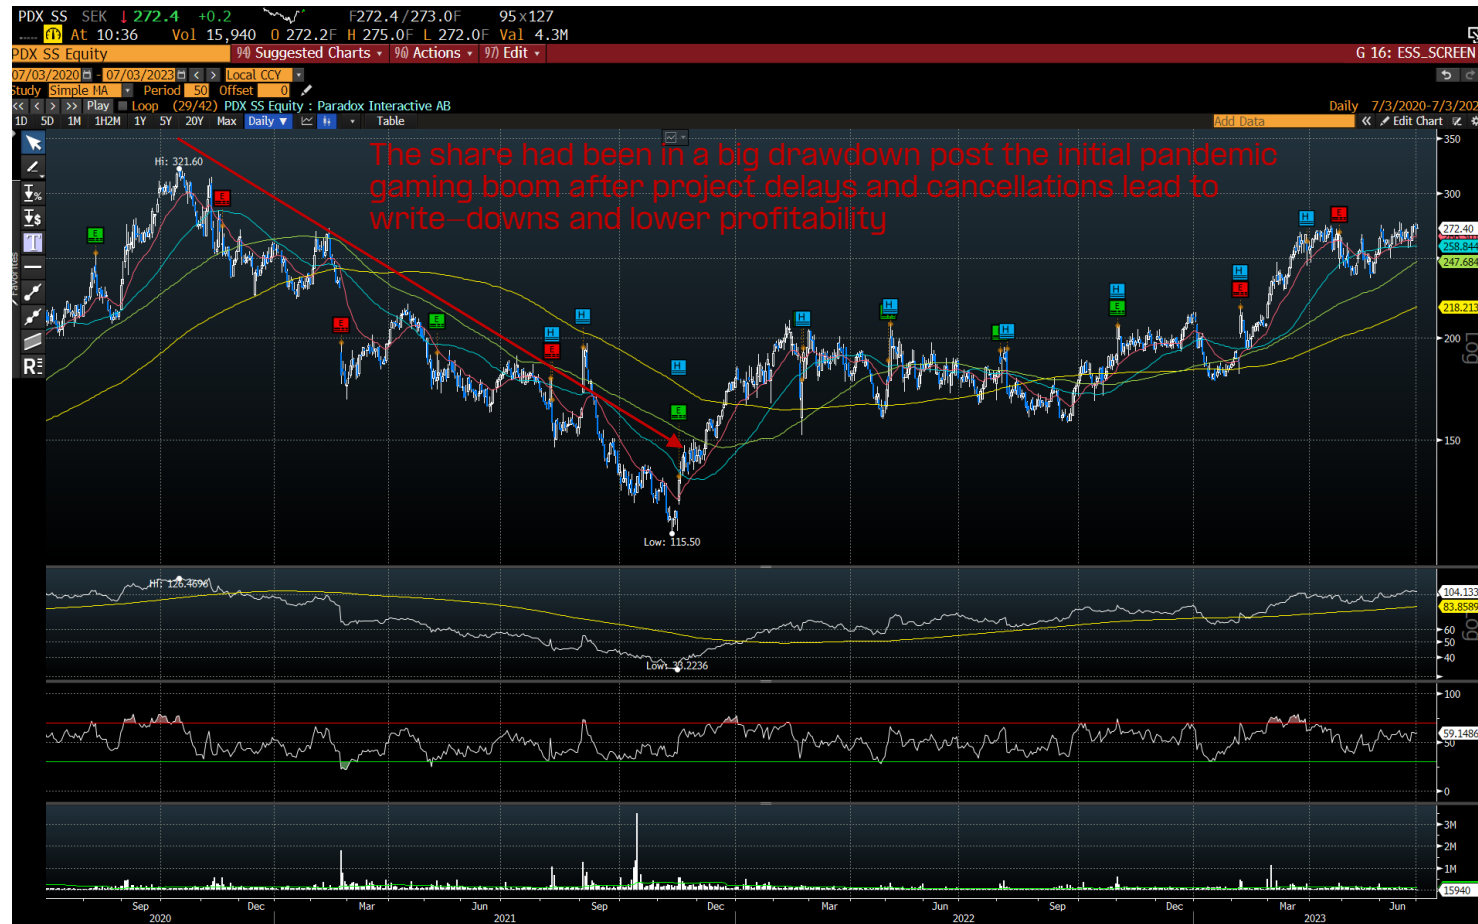 PDX SS SEK ↓ 272.4 +0.2 F272.4/273.0F 95x127
At 10:36 Vol 15,940 O 272.2F H 275.0F L 272.0F Val 4.3M
PDX SS Equity 94) Suggested Charts 96) Actions 97) Edit G 16: ESS_SCREEN
07/03/2020 - 07/03/2023 < > Local CCY
Study Simple MA Period 50 Offset 0
<< < > >> Play Loop (29/42) PDX SS Equity : Paradox Interactive AB Daily 7/3/2020-7/3/202
1D 5D 1M 1H2M 1Y 5Y 20Y Max Daily ▼ Table Add Data « Edit Chart
The share had been in a big drawdown post the initial pandemic
gaming boom after project delays and cancellations lead to
write-downs and lower profitability
Hi: 321.60
Low: 115.50
Favorites
T
R
E
E
E
E
H
E
H
H
E
H
H
H
H
E
H
E
H
E
350
300
272.40
258.844
247.684
218.213
200
150
Log
Hi: 126.4696
Low: 33.2236
104.133
83.8589
60
50
40
Log
100
59.1486
50
0
3M
2M
1M
15940
Sep Dec Mar Jun Sep Dec Mar Jun Sep Dec Mar Jun
2020 2021 2022 2023